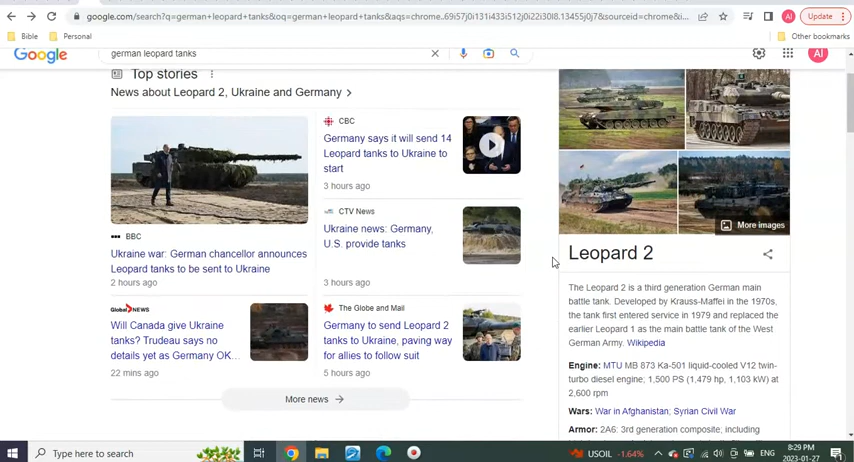 google.com/search?q=german+leopard+tanks&oq=german+leopard+tanks&aqs=chrome..69i57j0i131i433i512j0i22i30l8.13455j0j7&sourceid=chrome&i...
Update
Bible
Personal
Other bookmarks
Google
german leopard tanks
AI
Top stories
News about Leopard 2, Ukraine and Germany
BBC
Ukraine war: German chancellor announces
Leopard tanks to be sent to Ukraine
2 hours ago
CBC
Germany says it will send 14
Leopard tanks to Ukraine to
start
3 hours ago
CTV News
Ukraine news: Germany,
U.S. provide tanks
3 hours ago
Global NEWS
Will Canada give Ukraine
tanks? Trudeau says no
details yet as Germany OK...
22 mins ago
The Globe and Mail
Germany to send Leopard 2
tanks to Ukraine, paving way
for allies to follow suit
5 hours ago
More news
More images
Leopard 2
The Leopard 2 is a third generation German main
battle tank. Developed by Krauss-Maffei in the 1970s,
the tank first entered service in 1979 and replaced the
earlier Leopard 1 as the main battle tank of the West
German Army. Wikipedia
Engine: MTU MB 873 Ka-501 liquid-cooled V12 twin-
turbo diesel engine; 1,500 PS (1,479 hp, 1,103 kW) at
2,600 rpm
Wars: War in Afghanistan; Syrian Civil War
Armor: 2A6: 3rd generation composite, including
Type here to search
USOIL -1.64%
ENG
8:29 PM
2023-01-27